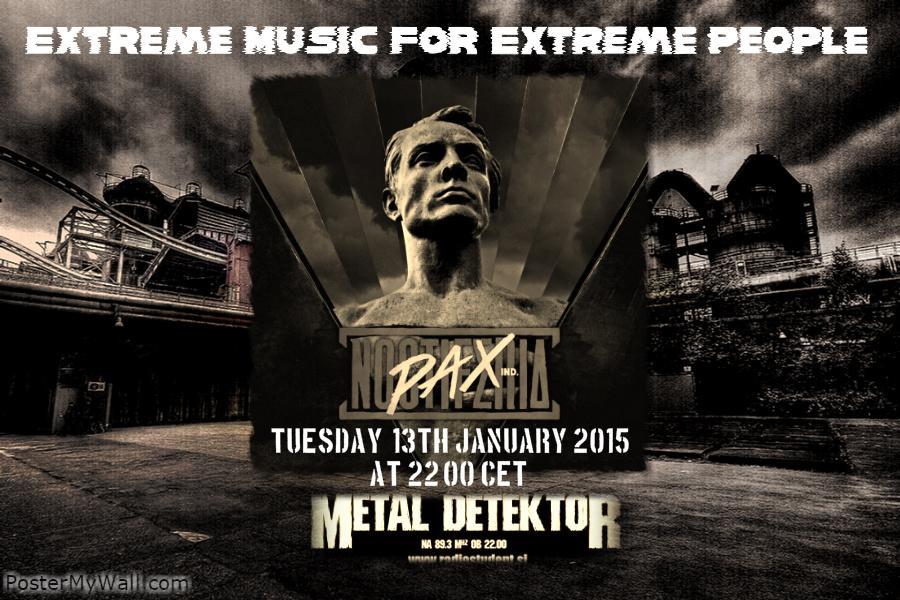 EXTREME MUSIC FOR EXTREME PEOPLE
PAX IND.
TUESDAY 13TH JANUARY 2015
AT 22 00 CET
METAL DETEKTOR
NA 89.3 MHZ OB 22.00
www.radiostudent.si
PosterMyWall.com